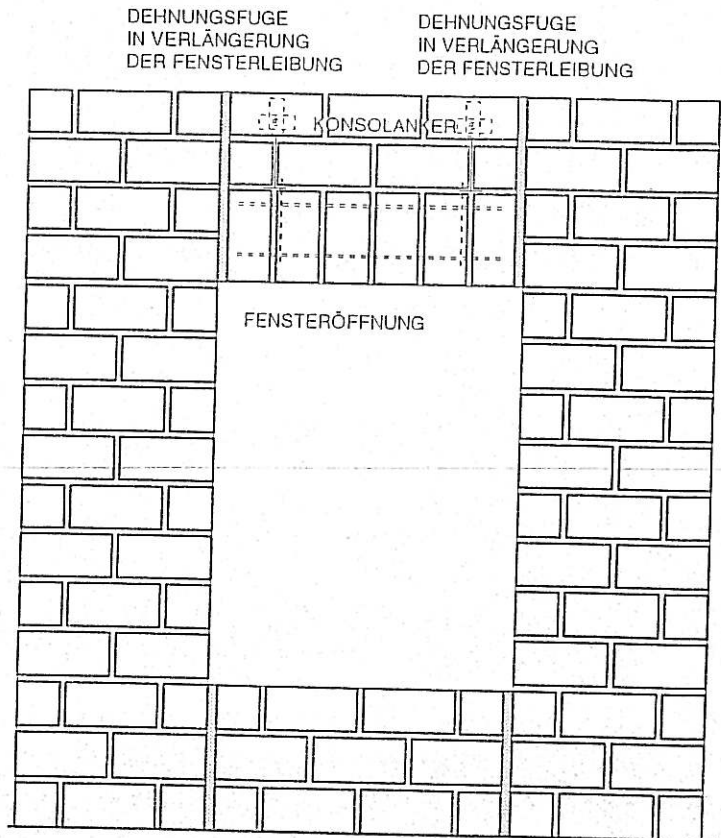 DEHNUNGSFUGE
IN VERLÄNGERUNG
DER FENSTERLEIBUNG
DEHNUNGSFUGE
IN VERLÄNGERUNG
DER FENSTERLEIBUNG
KONSOLANKER
FENSTERÖFFNUNG